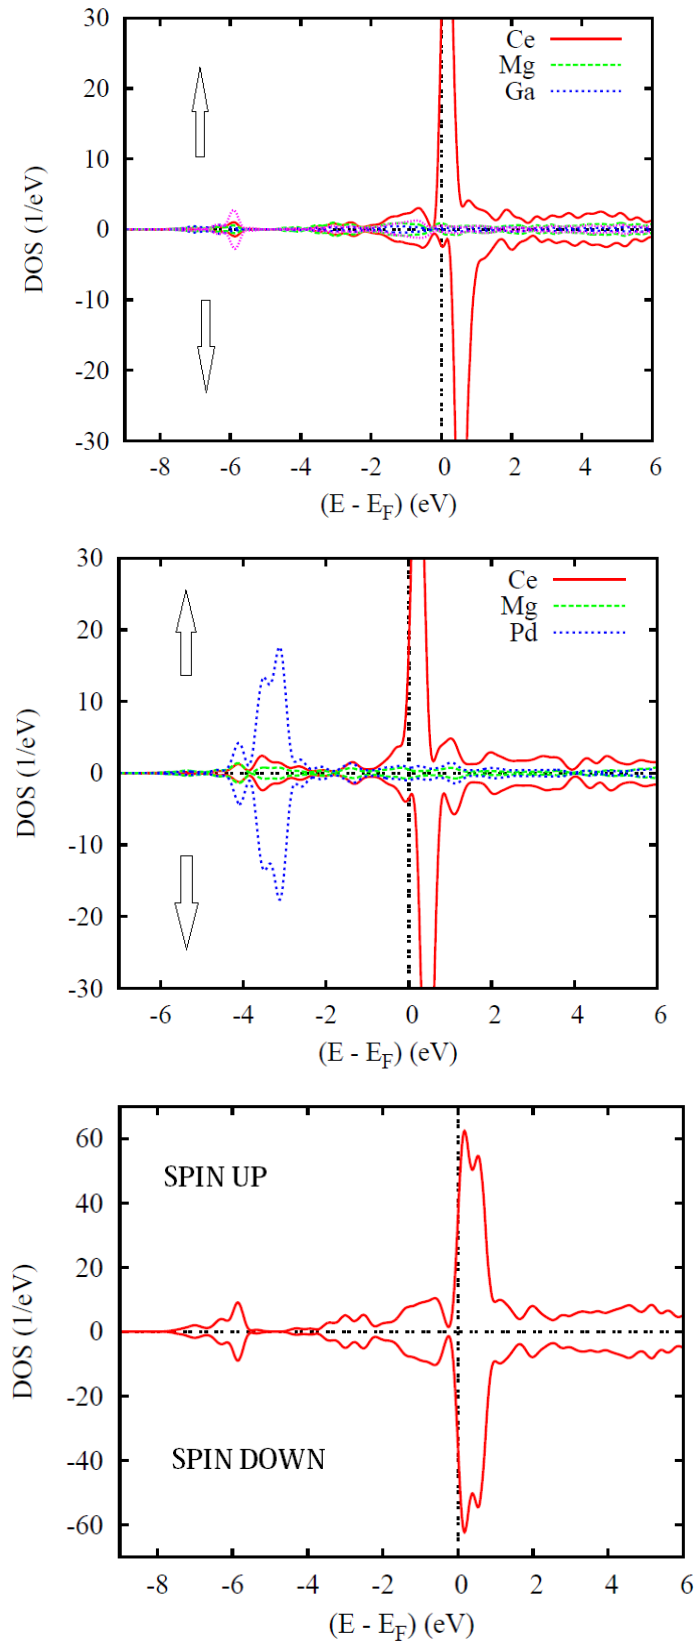 30
20
10
0
-10
-20
-30
DOS (1/eV)
Ce
Mg
Ga
-8 -6 -4 -2 0 2 4 6
(E - E_F) (eV)
30
20
10
0
-10
-20
-30
DOS (1/eV)
Ce
Mg
Pd
-6 -4 -2 0 2 4 6
(E - E_F) (eV)
60
40
20
0
-20
-40
-60
DOS (1/eV)
SPIN UP
SPIN DOWN
-8 -6 -4 -2 0 2 4 6
(E - E_F) (eV)